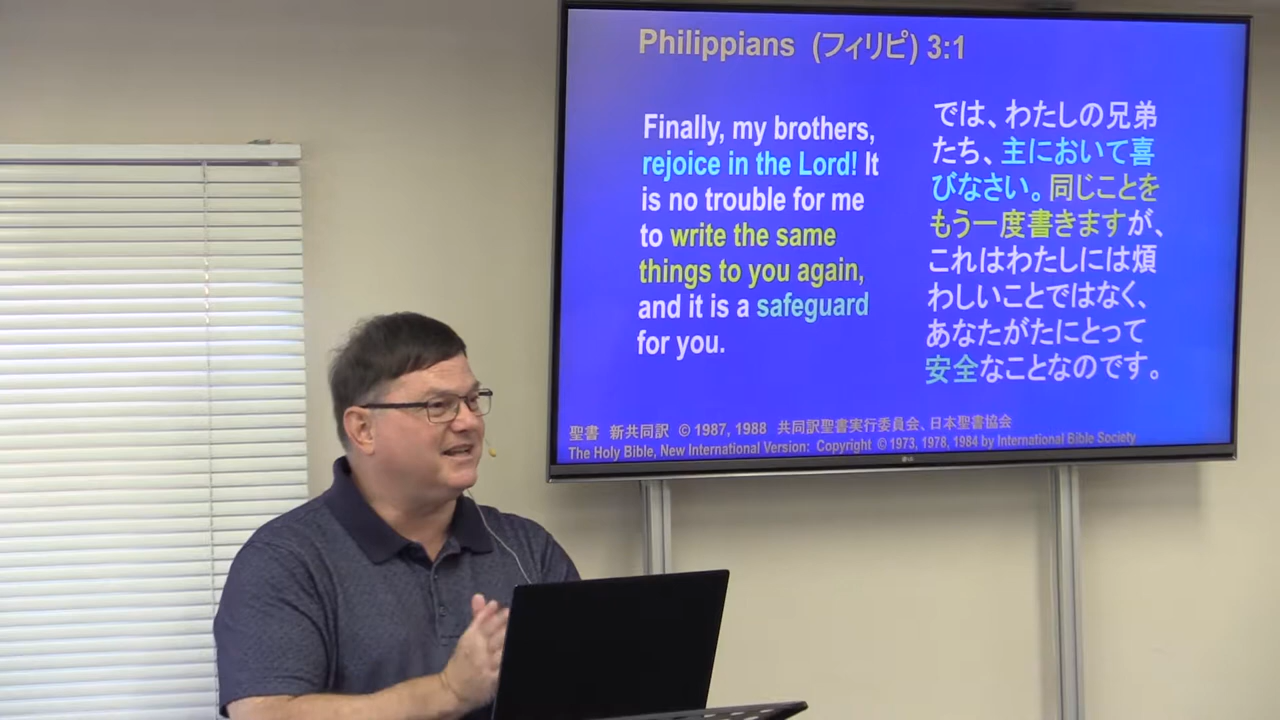 Philippians (フィリピ) 3:1
Finally, my brothers,
rejoice in the Lord! It
is no trouble for me
to write the same
things to you again,
and it is a safeguard
for you.
では、わたしの兄弟
たち、主において喜
びなさい。同じことを
もう一度書きますが、
これはわたしには煩
わしいことではなく、
あなたがたにとって
安全なことなのです。
聖書 新共同訳 © 1987, 1988 共同訳聖書実行委員会、日本聖書協会
The Holy Bible, New International Version: Copyright © 1973, 1978, 1984 by International Bible Society
LG